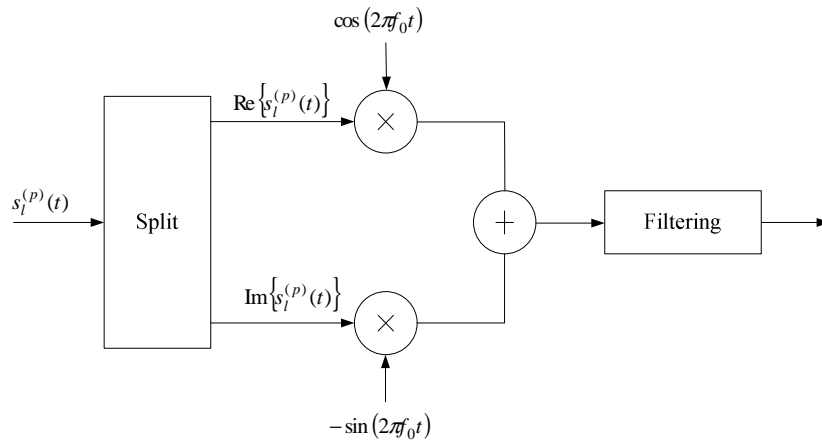 cos(2πf₀t)
Re{s_l^(p)(t)}
×
s_l^(p)(t)
Split
+
Filtering
Im{s_l^(p)(t)}
×
−sin(2πf₀t)